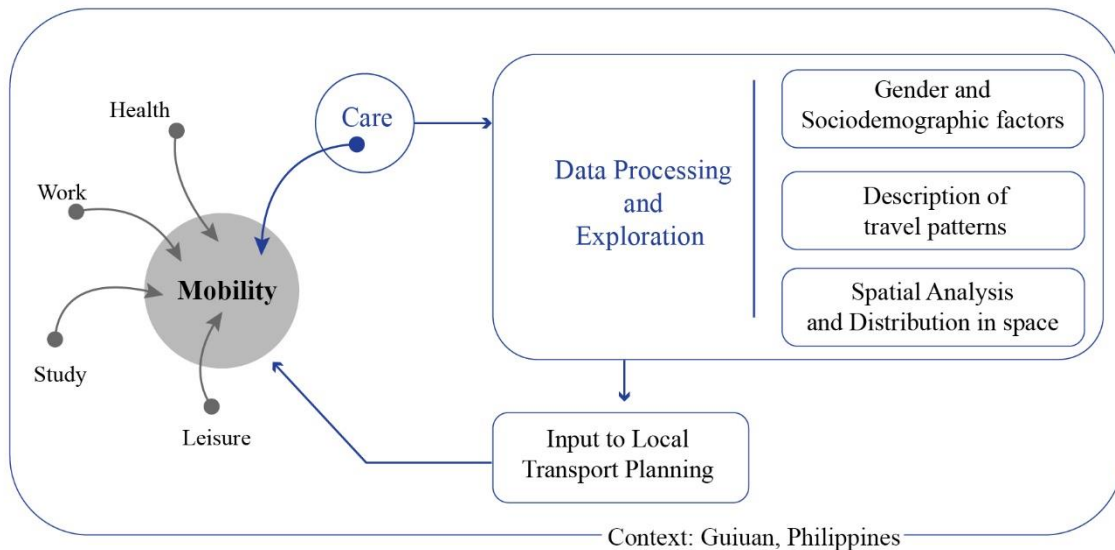 Health
Work
Study
Leisure
Mobility
Care
Data Processing
and
Exploration
Gender and
Sociodemographic factors
Description of
travel patterns
Spatial Analysis
and Distribution in space
Input to Local
Transport Planning
Context: Guiuan, Philippines